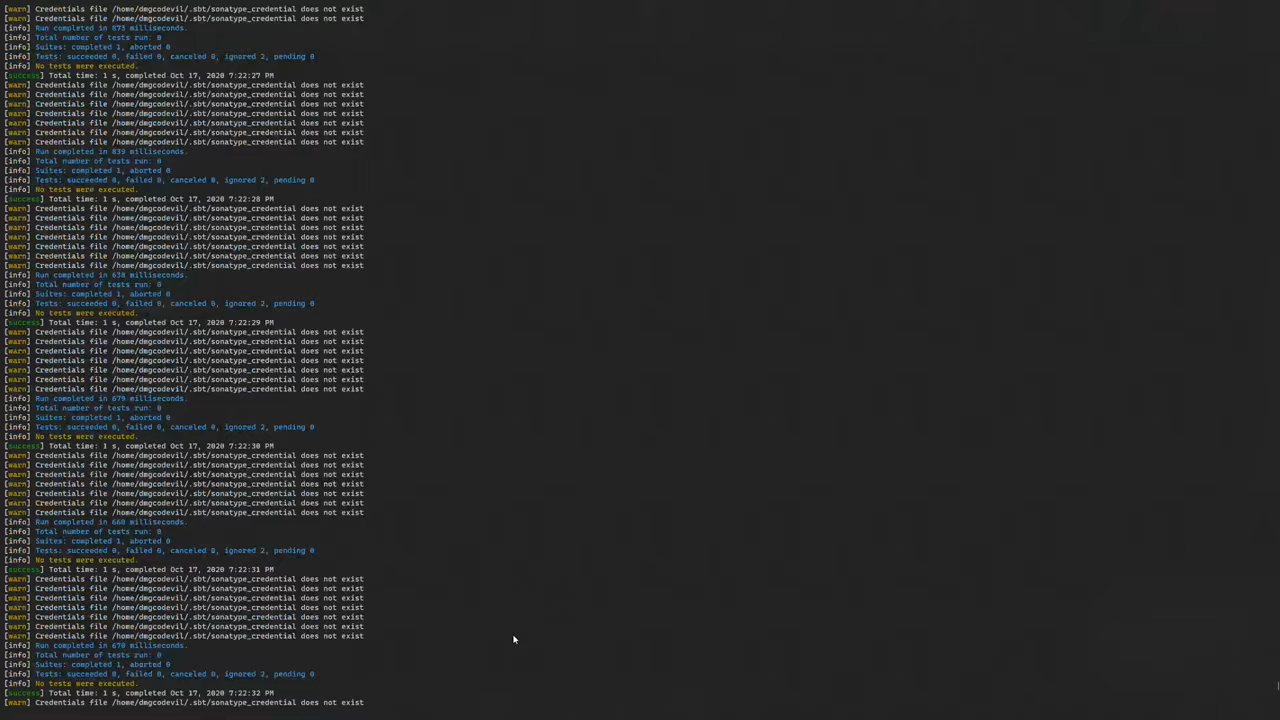 [warn] Credentials file /home/dmgcodevil/.sbt/sonatype_credential does not exist
[warn] Credentials file /home/dmgcodevil/.sbt/sonatype_credential does not exist
[info] Run completed in 873 milliseconds.
[info] Total number of tests run: 0
[info] Suites: completed 1, aborted 0
[info] Tests: succeeded 0, failed 0, canceled 0, ignored 2, pending 0
[info] No tests were executed.
[success] Total time: 1 s, completed Oct 17, 2020 7:22:27 PM
[warn] Credentials file /home/dmgcodevil/.sbt/sonatype_credential does not exist
[warn] Credentials file /home/dmgcodevil/.sbt/sonatype_credential does not exist
[warn] Credentials file /home/dmgcodevil/.sbt/sonatype_credential does not exist
[warn] Credentials file /home/dmgcodevil/.sbt/sonatype_credential does not exist
[warn] Credentials file /home/dmgcodevil/.sbt/sonatype_credential does not exist
[warn] Credentials file /home/dmgcodevil/.sbt/sonatype_credential does not exist
[warn] Credentials file /home/dmgcodevil/.sbt/sonatype_credential does not exist
[info] Run completed in 839 milliseconds.
[info] Total number of tests run: 0
[info] Suites: completed 1, aborted 0
[info] Tests: succeeded 0, failed 0, canceled 0, ignored 2, pending 0
[info] No tests were executed.
[success] Total time: 1 s, completed Oct 17, 2020 7:22:28 PM
[warn] Credentials file /home/dmgcodevil/.sbt/sonatype_credential does not exist
[warn] Credentials file /home/dmgcodevil/.sbt/sonatype_credential does not exist
[warn] Credentials file /home/dmgcodevil/.sbt/sonatype_credential does not exist
[warn] Credentials file /home/dmgcodevil/.sbt/sonatype_credential does not exist
[warn] Credentials file /home/dmgcodevil/.sbt/sonatype_credential does not exist
[warn] Credentials file /home/dmgcodevil/.sbt/sonatype_credential does not exist
[warn] Credentials file /home/dmgcodevil/.sbt/sonatype_credential does not exist
[info] Run completed in 638 milliseconds.
[info] Total number of tests run: 0
[info] Suites: completed 1, aborted 0
[info] Tests: succeeded 0, failed 0, canceled 0, ignored 2, pending 0
[info] No tests were executed.
[success] Total time: 1 s, completed Oct 17, 2020 7:22:29 PM
[warn] Credentials file /home/dmgcodevil/.sbt/sonatype_credential does not exist
[warn] Credentials file /home/dmgcodevil/.sbt/sonatype_credential does not exist
[warn] Credentials file /home/dmgcodevil/.sbt/sonatype_credential does not exist
[warn] Credentials file /home/dmgcodevil/.sbt/sonatype_credential does not exist
[warn] Credentials file /home/dmgcodevil/.sbt/sonatype_credential does not exist
[warn] Credentials file /home/dmgcodevil/.sbt/sonatype_credential does not exist
[warn] Credentials file /home/dmgcodevil/.sbt/sonatype_credential does not exist
[info] Run completed in 679 milliseconds.
[info] Total number of tests run: 0
[info] Suites: completed 1, aborted 0
[info] Tests: succeeded 0, failed 0, canceled 0, ignored 2, pending 0
[info] No tests were executed.
[success] Total time: 1 s, completed Oct 17, 2020 7:22:30 PM
[warn] Credentials file /home/dmgcodevil/.sbt/sonatype_credential does not exist
[warn] Credentials file /home/dmgcodevil/.sbt/sonatype_credential does not exist
[warn] Credentials file /home/dmgcodevil/.sbt/sonatype_credential does not exist
[warn] Credentials file /home/dmgcodevil/.sbt/sonatype_credential does not exist
[warn] Credentials file /home/dmgcodevil/.sbt/sonatype_credential does not exist
[warn] Credentials file /home/dmgcodevil/.sbt/sonatype_credential does not exist
[warn] Credentials file /home/dmgcodevil/.sbt/sonatype_credential does not exist
[info] Run completed in 660 milliseconds.
[info] Total number of tests run: 0
[info] Suites: completed 1, aborted 0
[info] Tests: succeeded 0, failed 0, canceled 0, ignored 2, pending 0
[info] No tests were executed.
[success] Total time: 1 s, completed Oct 17, 2020 7:22:31 PM
[warn] Credentials file /home/dmgcodevil/.sbt/sonatype_credential does not exist
[warn] Credentials file /home/dmgcodevil/.sbt/sonatype_credential does not exist
[warn] Credentials file /home/dmgcodevil/.sbt/sonatype_credential does not exist
[warn] Credentials file /home/dmgcodevil/.sbt/sonatype_credential does not exist
[warn] Credentials file /home/dmgcodevil/.sbt/sonatype_credential does not exist
[warn] Credentials file /home/dmgcodevil/.sbt/sonatype_credential does not exist
[warn] Credentials file /home/dmgcodevil/.sbt/sonatype_credential does not exist
[info] Run completed in 670 milliseconds.
[info] Total number of tests run: 0
[info] Suites: completed 1, aborted 0
[info] Tests: succeeded 0, failed 0, canceled 0, ignored 2, pending 0
[info] No tests were executed.
[success] Total time: 1 s, completed Oct 17, 2020 7:22:32 PM
[warn] Credentials file /home/dmgcodevil/.sbt/sonatype_credential does not exist